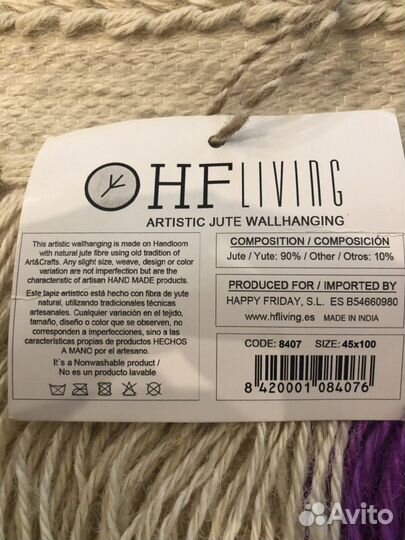 HFLIVING
ARTISTIC JUTE WALLHANGING
This artistic wallhanging is made on Handloom
with natural jute fibre using old tradition of
Art&Crafts. Any slight size, weave, design or color
variation are not imperfection but are the
characteristic of artisan HAND MADE products.
Este tapiz artistico está hecho con fibra de yute
natural, utilizando tradicionales técnicas
artesanales. Cualquier variación en el tejido,
tamaño, diseño o color que se observen, no
corresponden a imperfecciones, sino a las
características propias de productos HECHOS
A MANO por el artesano.
It's a Nonwashable product /
No es un producto lavable
COMPOSITION / COMPOSICIÓN
Jute / Yute: 90% / Other / Otros: 10%
PRODUCED FOR / IMPORTED BY
HAPPY FRIDAY, S.L. ES B54660980
www.hfliving.es MADE IN INDIA
CODE: 8407 SIZE: 45x100
8 420001 084076
Avito